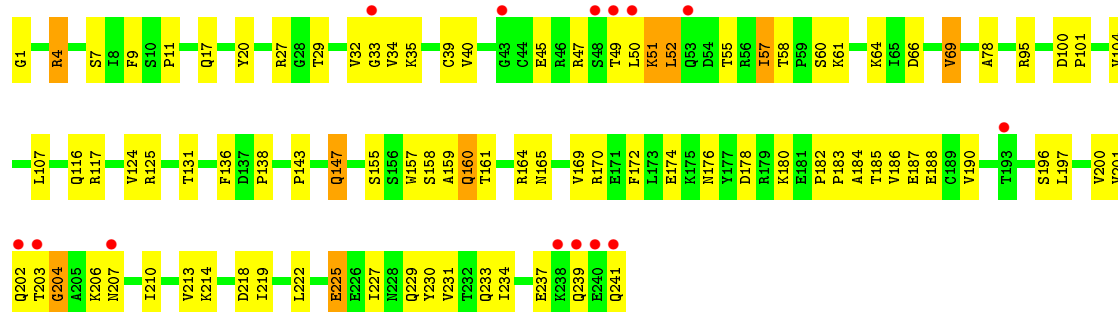 G1 R4 S7 I8 F9 S10 P11 Q17 Y20 R27 G28 T29 V32 G33 V34 K35 C39 V40 G43 C44 E45 R46 R47 S48 T49 L50 K51 L52 Q53 D54 T55 R56 I57 T58 P59 S60 K61 K64 I65 D66 V69 A78 R95 D100 P101 V104
L107 Q116 R117 V124 R125 T131 F136 D137 P138 P143 Q147 S155 S156 W157 S158 A159 Q160 T161 R164 N165 V169 R170 E171 F172 L173 E174 K175 N176 Y177 D178 R179 K180 E181 P182 P183 A184 T185 V186 E187 E188 C189 V190 T193 S196 L197 V200 V201
Q202 T203 G204 A205 K206 N207 I210 V213 K214 D218 I219 L222 E225 E226 I227 N228 Q229 Y230 V231 T232 Q233 I234 E237 K238 Q239 E240 Q241